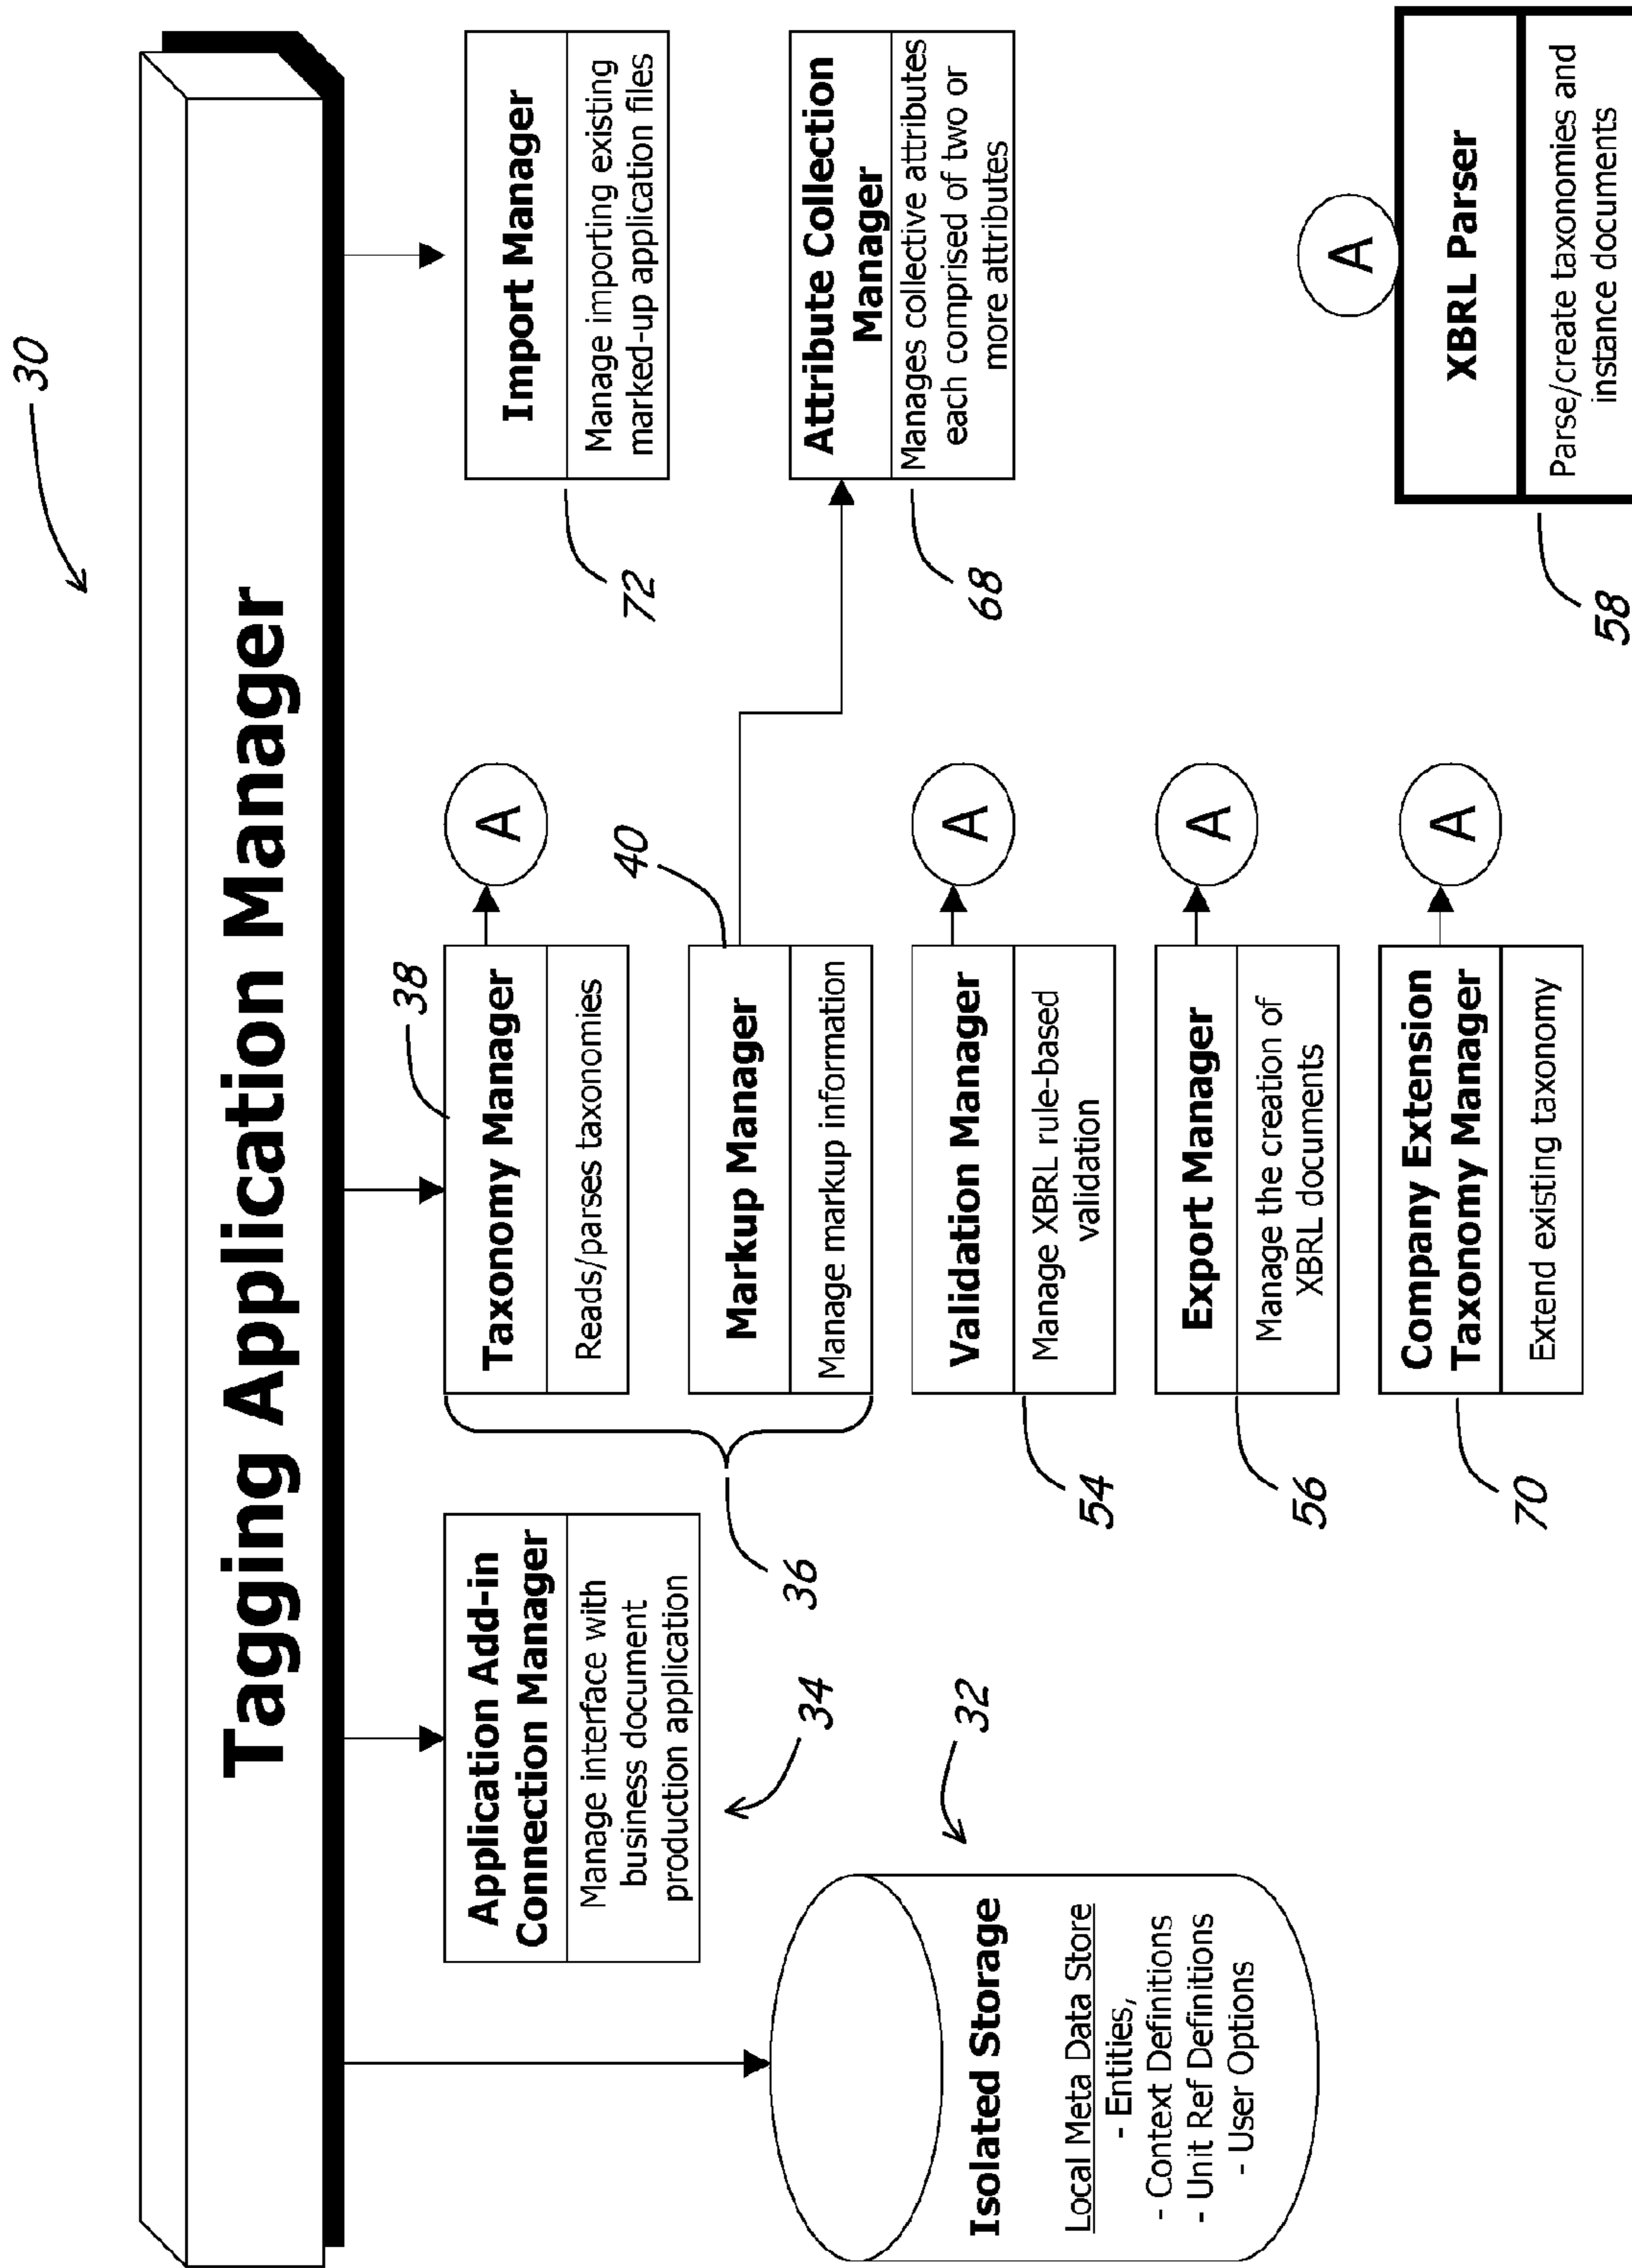 30
Tagging Application Manager
Application Add-in
Connection Manager
Manage interface with
business document
production application
34
38
Taxonomy Manager
Reads/parses taxonomies
A
40
Markup Manager
Manage markup information
36
Import Manager
Manage importing existing
marked-up application files
72
Attribute Collection
Manager
Manages collective attributes
each comprised of two or
more attributes
68
Isolated Storage
Local Meta Data Store
- Entities,
- Context Definitions
- Unit Ref Definitions
- User Options
32
Validation Manager
Manage XBRL rule-based
validation
54
A
Export Manager
Manage the creation of
XBRL documents
56
A
Company Extension
Taxonomy Manager
Extend existing taxonomy
70
A
A
XBRL Parser
Parse/create taxonomies and
instance documents
58